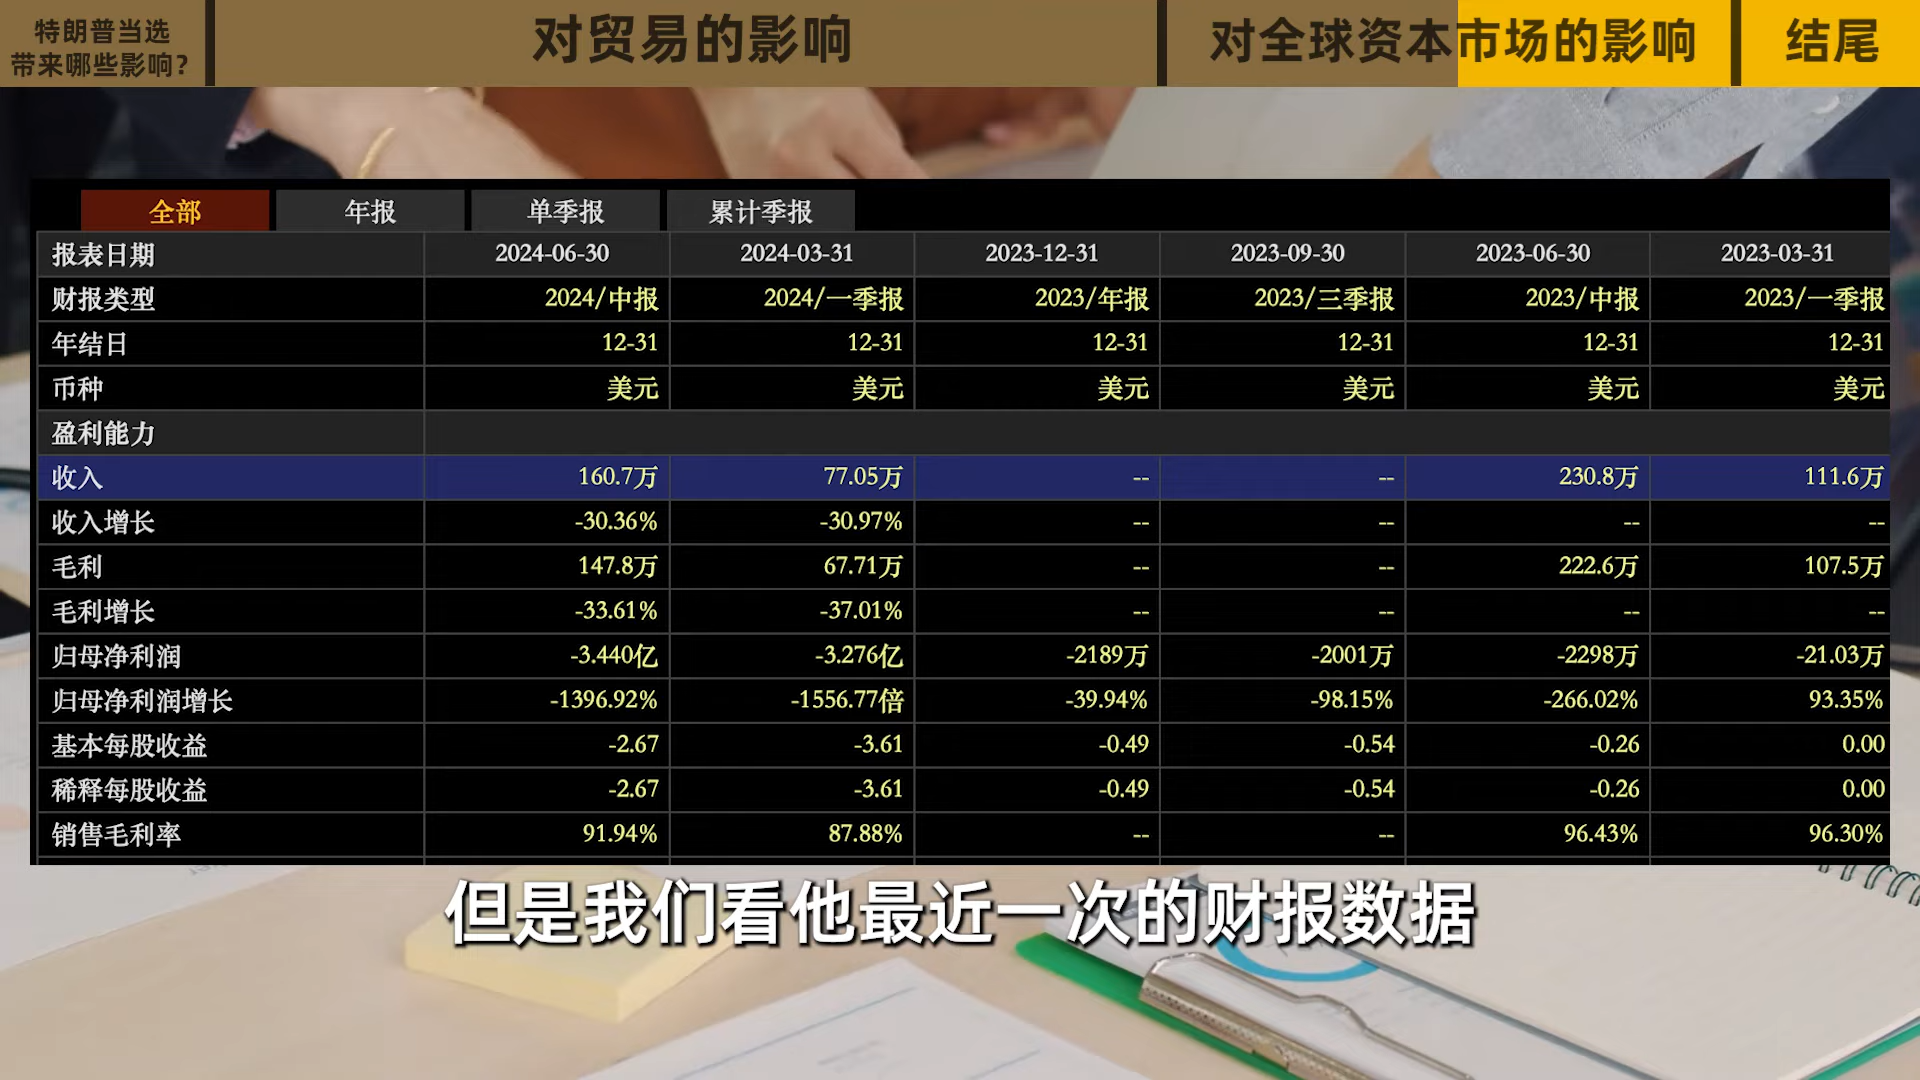 特朗普当选
带来哪些影响?
对贸易的影响
对全球资本市场的影响
结尾
全部 年报 单季报 累计季报
报表日期 2024-06-30 2024-03-31 2023-12-31 2023-09-30 2023-06-30 2023-03-31
财报类型 2024/中报 2024/一季报 2023/年报 2023/三季报 2023/中报 2023/一季报
年结日 12-31 12-31 12-31 12-31 12-31 12-31
币种 美元 美元 美元 美元 美元 美元
盈利能力
收入 160.7万 77.05万 -- -- 230.8万 111.6万
收入增长 -30.36% -30.97% -- -- -- --
毛利 147.8万 67.71万 -- -- 222.6万 107.5万
毛利增长 -33.61% -37.01% -- -- -- --
归母净利润 -3.440亿 -3.276亿 -2189万 -2001万 -2298万 -21.03万
归母净利润增长 -1396.92% -1556.77倍 -39.94% -98.15% -266.02% 93.35%
基本每股收益 -2.67 -3.61 -0.49 -0.54 -0.26 0.00
稀释每股收益 -2.67 -3.61 -0.49 -0.54 -0.26 0.00
销售毛利率 91.94% 87.88% -- -- 96.43% 96.30%
但是我们看他最近一次的财报数据